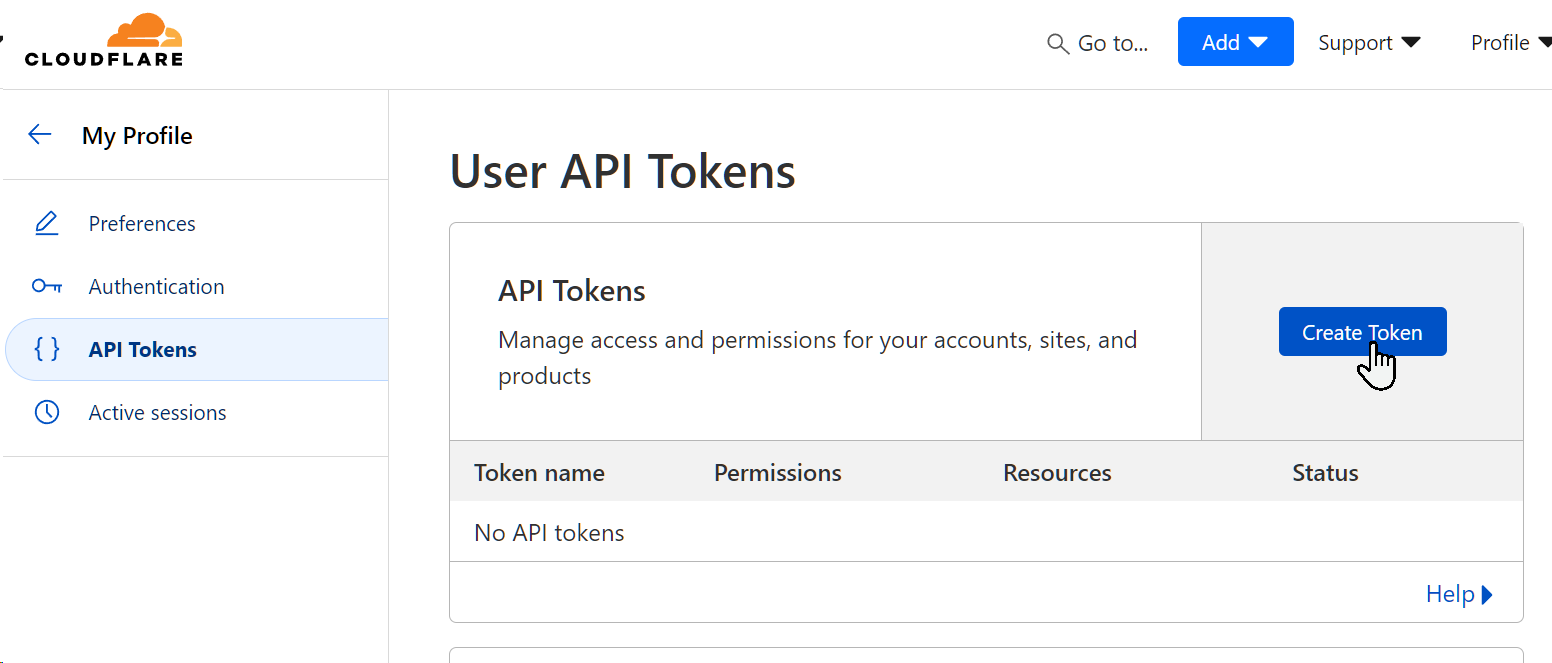 CLOUDFLARE
Go to...
Add
Support
Profile
My Profile
Preferences
Authentication
{ } API Tokens
Active sessions
User API Tokens
API Tokens
Manage access and permissions for your accounts, sites, and
products
Create Token
Token name Permissions Resources Status
No API tokens
Help